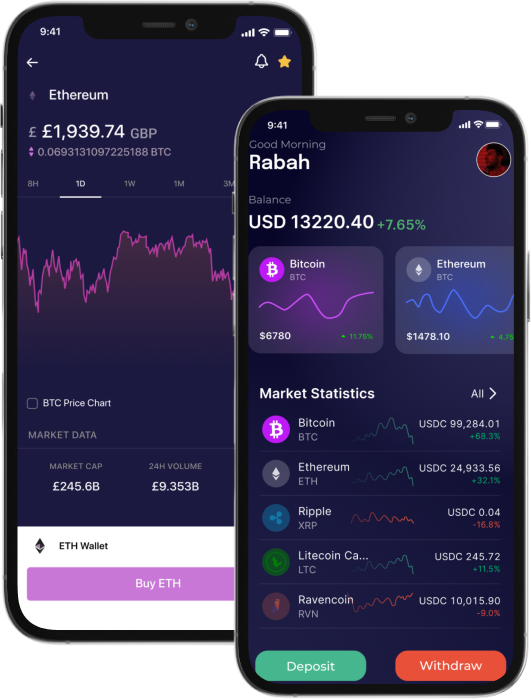 9:41
Ethereum
£ £1,939.74 GBP
0.0693131097225188 BTC
8H 1D 1W 1M 3M
BTC Price Chart
MARKET DATA
MARKET CAP 24H VOLUME
£245.6B £9.353B
ETH Wallet
Buy ETH
9:41
Good Morning
Rabah
Balance
USD 13220.40 +7.65%
Bitcoin
BTC
$6780 11.75%
Ethereum
BTC
$1478.10 4,75
Market Statistics All
Bitcoin USDC 99,284.01
BTC +68.3%
Ethereum USDC 24,933.56
ETH +32.1%
Ripple USDC 0.04
XRP -16.8%
Litecoin Ca... USDC 245.72
LTC +11.5%
Ravencoin USDC 10,015.90
RVN -9.0%
Deposit Withdraw